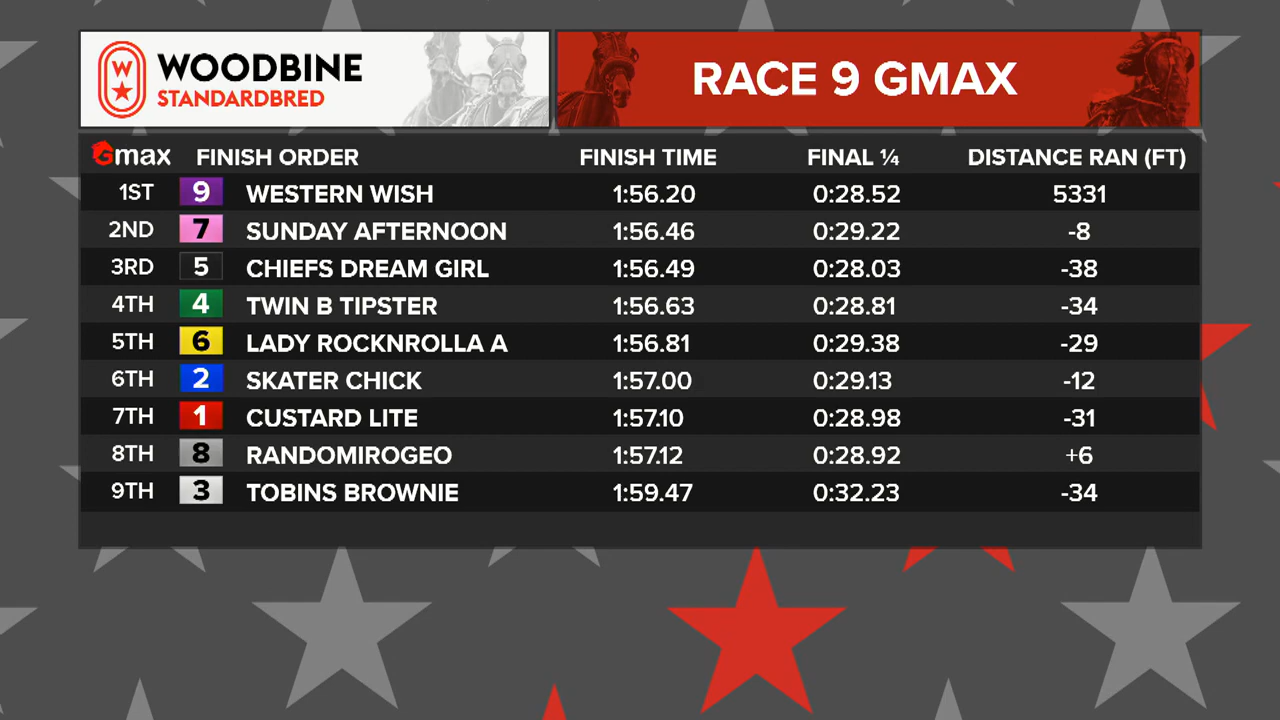 W
WOODBINE
STANDARDBRED
RACE 9 GMAX
Gmax FINISH ORDER FINISH TIME FINAL ¼ DISTANCE RAN (FT)
1ST 9 WESTERN WISH 1:56.20 0:28.52 5331
2ND 7 SUNDAY AFTERNOON 1:56.46 0:29.22 -8
3RD 5 CHIEFS DREAM GIRL 1:56.49 0:28.03 -38
4TH 4 TWIN B TIPSTER 1:56.63 0:28.81 -34
5TH 6 LADY ROCKNROLLA A 1:56.81 0:29.38 -29
6TH 2 SKATER CHICK 1:57.00 0:29.13 -12
7TH 1 CUSTARD LITE 1:57.10 0:28.98 -31
8TH 8 RANDOMIROGEO 1:57.12 0:28.92 +6
9TH 3 TOBINS BROWNIE 1:59.47 0:32.23 -34